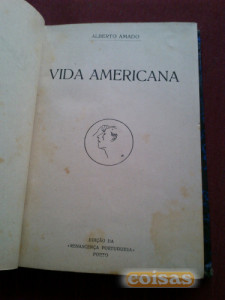 ALBERTO AMADO
VIDA AMERICANA
EDIÇÃO DA
«RENASCENÇA PORTUGUESA»
PORTO
coisas